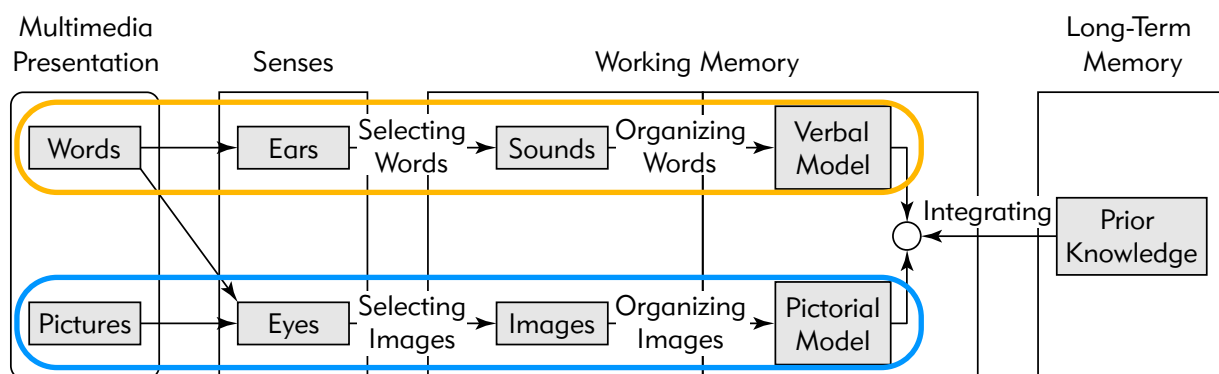 Multimedia
Presentation
Senses
Working Memory
Long-Term
Memory
Words
Ears
Selecting
Words
Sounds
Organizing
Words
Verbal
Model
Integrating
Prior
Knowledge
Pictures
Eyes
Selecting
Images
Images
Organizing
Images
Pictorial
Model